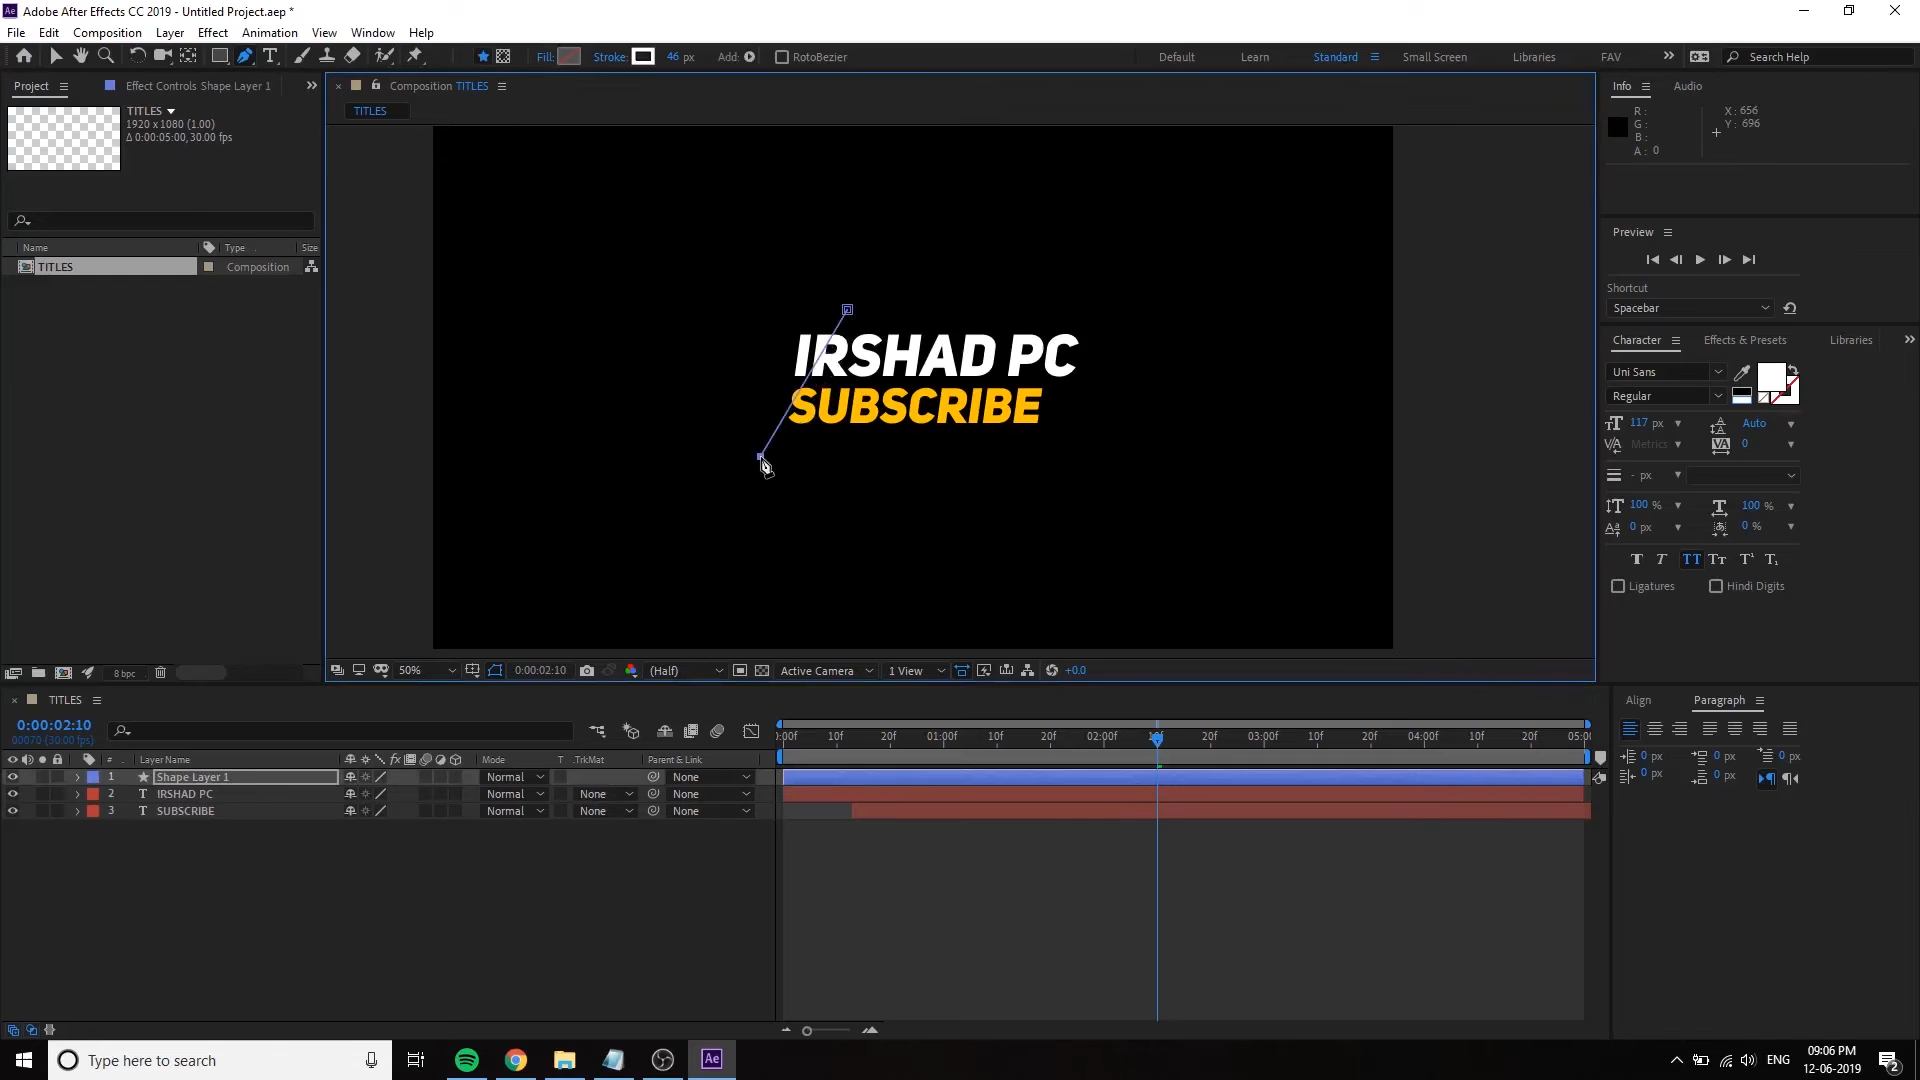 Ae Adobe After Effects CC 2019 - Untitled Project.aep *
File Edit Composition Layer Effect Animation View Window Help
Fill: Stroke: 46 px Add: RotoBezier Default Learn Standard Small Screen Libraries FAV Search Help
Project Effect Controls Shape Layer 1
TITLES
1920 x 1080 (1.00)
Δ 0:00:05:00, 30.00 fps
Name Type Size
TITLES Composition
8 bpc
Composition TITLES
TITLES
IRSHAD PC
SUBSCRIBE
50% 0:00:02:10 (Half) Active Camera 1 View +0.0
Info Audio
R :
G :
B :
A : 0
X : 656
Y : 696
Preview
Shortcut
Spacebar
Character Effects & Presets Libraries
Uni Sans
Regular
117 px Auto
Metrics 0
- px
100 % 100 %
0 px 0 %
Ligatures Hindi Digits
TITLES
0:00:02:10
00070 (30.00 fps)
# Layer Name Mode T .TrkMat Parent & Link
1 Shape Layer 1 Normal None
2 T IRSHAD PC Normal None None
3 T SUBSCRIBE Normal None None
:00f 10f 20f 01:00f 10f 20f 02:00f 10f 20f 03:00f 10f 20f 04:00f 10f 20f 05:0
Align Paragraph
0 px 0 px 0 px
0 px 0 px
Type here to search
Ae
ENG
09:06 PM
12-06-2019
2